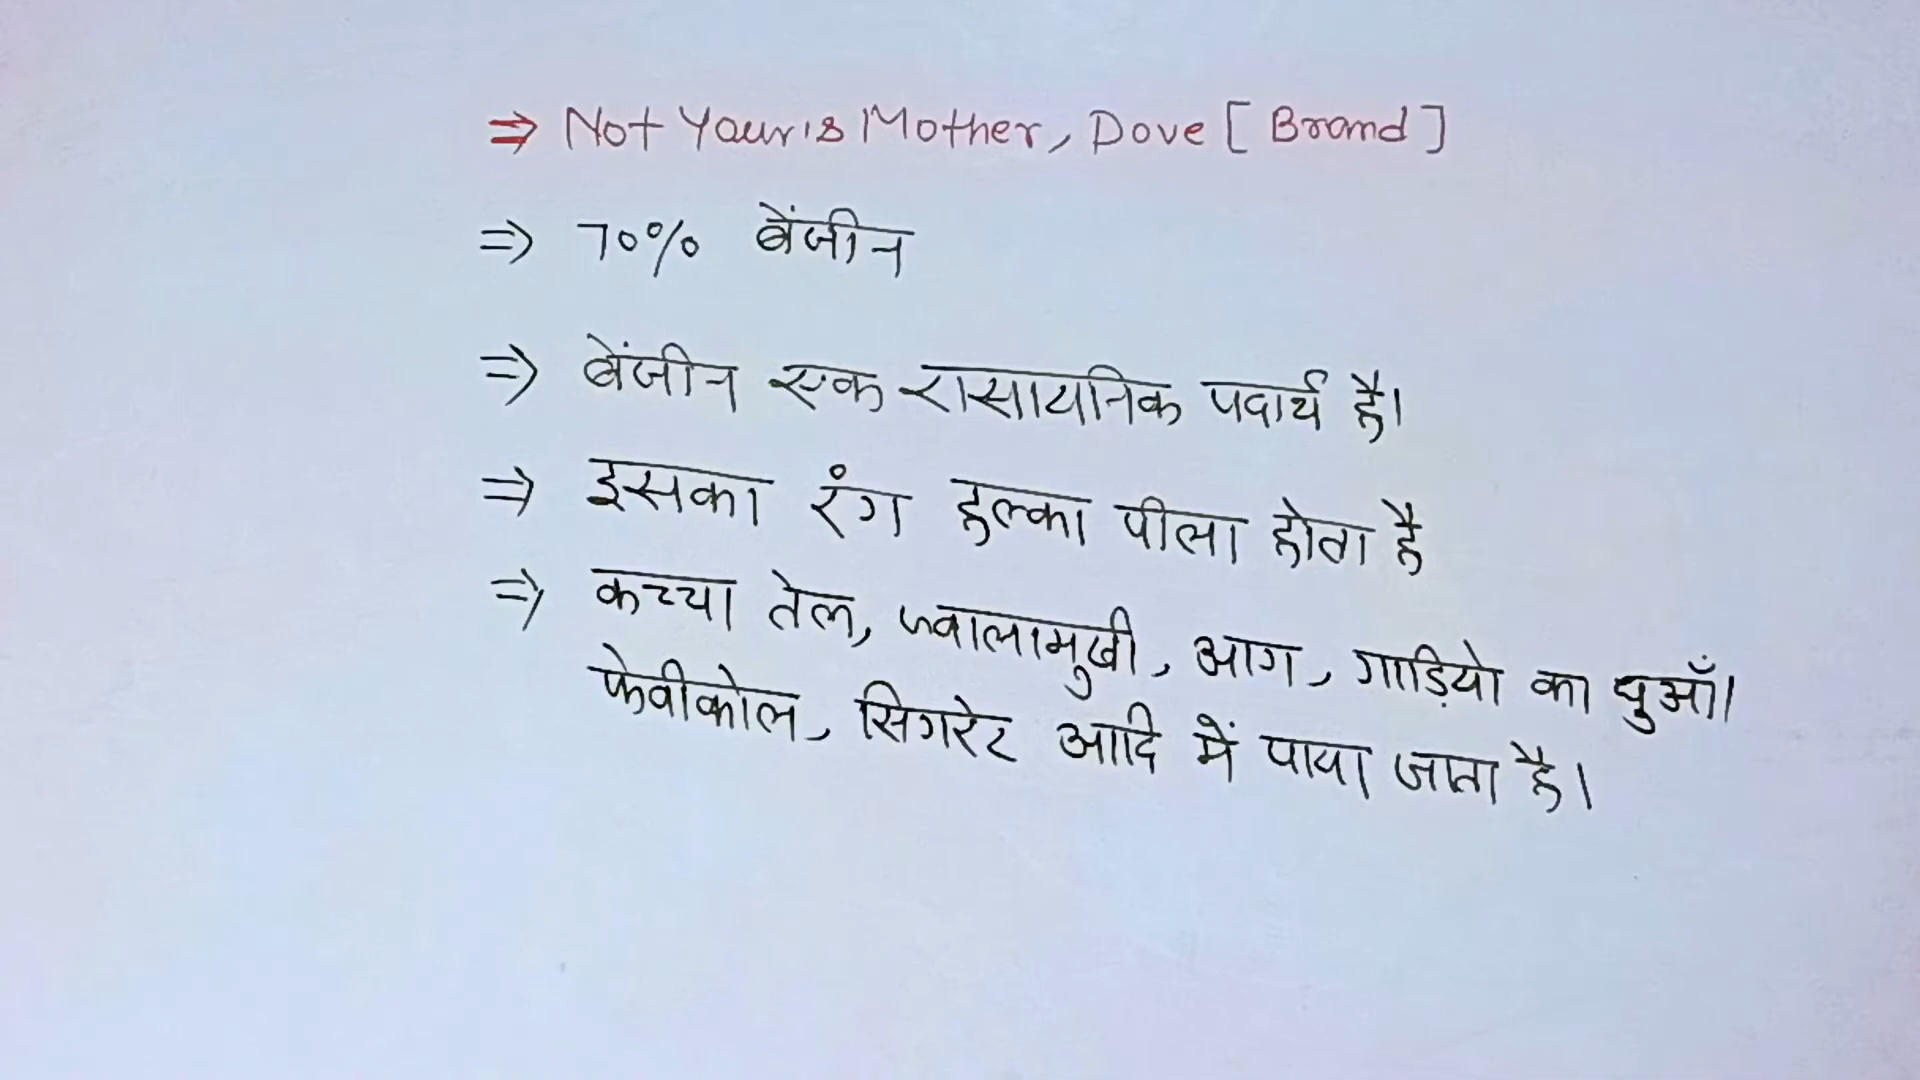 ⇒ Not Your's Mother, Dove [ Brand ]
⇒ 70% बेंजीन
⇒ बेंजीन एक रासायनिक पदार्थ है।
⇒ इसका रंग हल्का पीला होता है
⇒ कच्चा तेल, ज्वालामुखी, आग, गाड़ियो का धुआँ।
फेवीकोल, सिगरेट आदि में पाया जाता है।